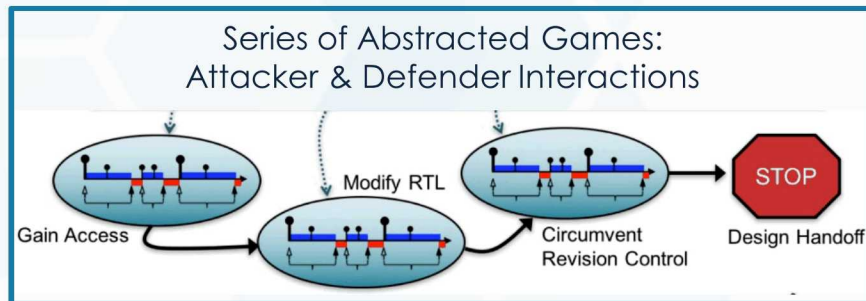 Series of Abstracted Games:
Attacker & Defender Interactions
Gain Access
Modify RTL
Circumvent
Revision Control
STOP
Design Handoff